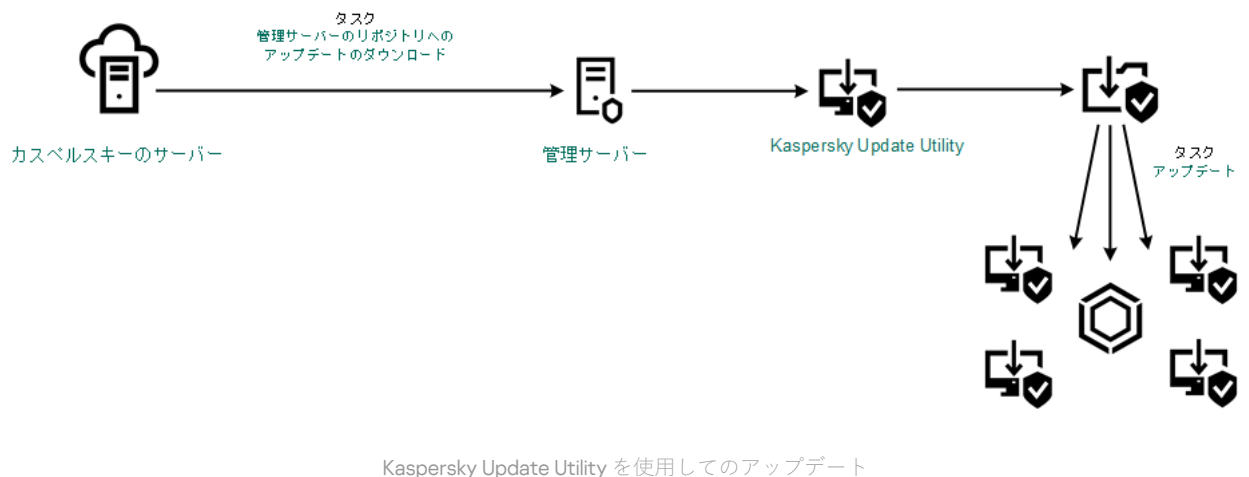 タスク
管理サーバーのリポジトリへの
アップデートのダウンロード
カスペルスキーのサーバー
管理サーバー
Kaspersky Update Utility
タスク
アップデート
Kaspersky Update Utility を使用してのアップデート